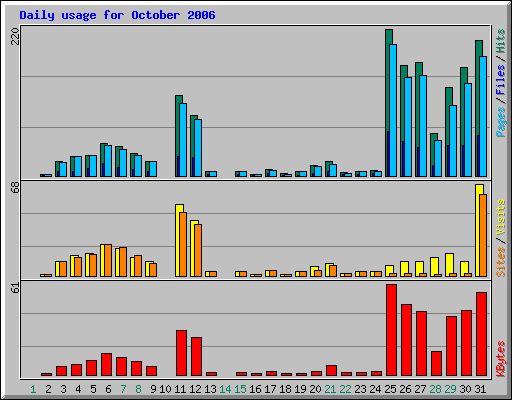 Daily usage for October 2006
220
Pages / Files / Hits
68
Sites / Visits
61
KBytes
1 2 3 4 5 6 7 8 9 10 11 12 13 14 15 16 17 18 19 20 21 22 23 24 25 26 27 28 29 30 31